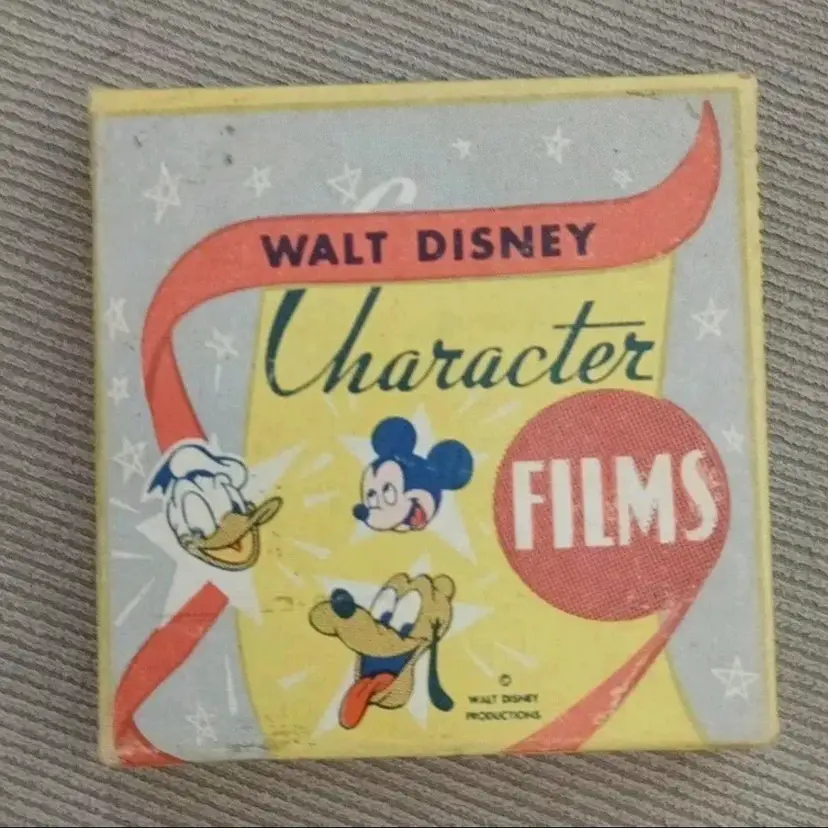 WALT DISNEY
Character
FILMS
©
WALT DISNEY
PRODUCTIONS